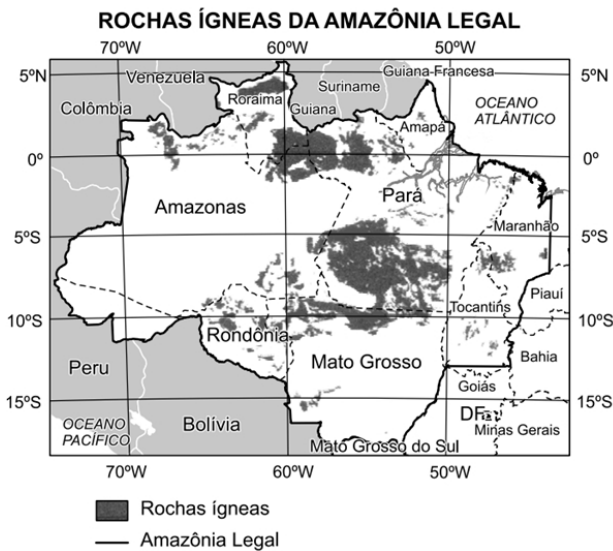 ROCHAS ÍGNEAS DA AMAZÔNIA LEGAL
70ºW 60ºW 50ºW
5ºN 5ºN
Venezuela
Guiana Francesa
Suriname
Roraima
Colômbia
Guiana
OCEANO
ATLÂNTICO
Amapá
0º 0º
Amazonas
Pará
Maranhão
5ºS 5ºS
Piauí
Tocantins
10ºS 10ºS
Rondônia
Mato Grosso
Bahia
Peru
Goiás
15ºS 15ºS
DF
OCEANO
PACÍFICO
Bolívia
Minas Gerais
Mato Grosso do Sul
70ºW 60ºW 50ºW
Rochas ígneas
Amazônia Legal